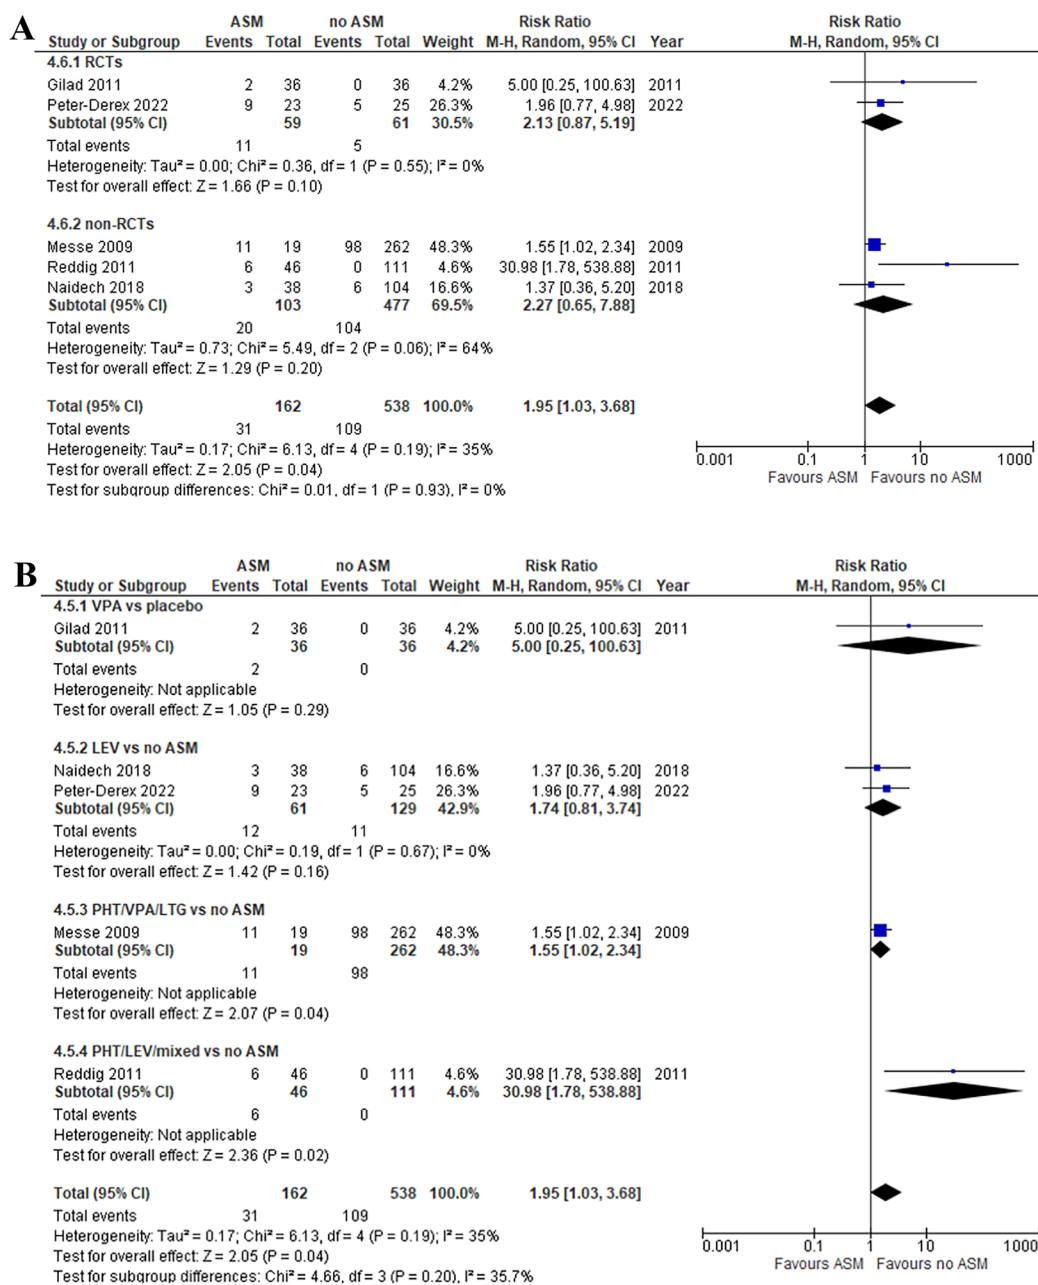 A
ASM no ASM Risk Ratio Risk Ratio
Study or Subgroup Events Total Events Total Weight M-H, Random, 95% CI Year M-H, Random, 95% CI
4.6.1 RCTs
Gilad 2011 2 36 0 36 4.2% 5.00 [0.25, 100.63] 2011
Peter-Derex 2022 9 23 5 25 26.3% 1.96 [0.77, 4.98] 2022
Subtotal (95% CI) 59 61 30.5% 2.13 [0.87, 5.19]
Total events 11 5
Heterogeneity: Tau² = 0.00; Chi² = 0.36, df = 1 (P = 0.55); I² = 0%
Test for overall effect: Z = 1.66 (P = 0.10)
4.6.2 non-RCTs
Messe 2009 11 19 98 262 48.3% 1.55 [1.02, 2.34] 2009
Reddig 2011 6 46 0 111 4.6% 30.98 [1.78, 538.88] 2011
Naidech 2018 3 38 6 104 16.6% 1.37 [0.36, 5.20] 2018
Subtotal (95% CI) 103 477 69.5% 2.27 [0.65, 7.88]
Total events 20 104
Heterogeneity: Tau² = 0.73; Chi² = 5.49, df = 2 (P = 0.06); I² = 64%
Test for overall effect: Z = 1.29 (P = 0.20)
Total (95% CI) 162 538 100.0% 1.95 [1.03, 3.68]
Total events 31 109
Heterogeneity: Tau² = 0.17; Chi² = 6.13, df = 4 (P = 0.19); I² = 35%
Test for overall effect: Z = 2.05 (P = 0.04)
Test for subgroup differences: Chi² = 0.01, df = 1 (P = 0.93), I² = 0%
0.001 0.1 1 10 1000
Favours ASM Favours no ASM
B
ASM no ASM Risk Ratio Risk Ratio
Study or Subgroup Events Total Events Total Weight M-H, Random, 95% CI Year M-H, Random, 95% CI
4.5.1 VPA vs placebo
Gilad 2011 2 36 0 36 4.2% 5.00 [0.25, 100.63] 2011
Subtotal (95% CI) 36 36 4.2% 5.00 [0.25, 100.63]
Total events 2 0
Heterogeneity: Not applicable
Test for overall effect: Z = 1.05 (P = 0.29)
4.5.2 LEV vs no ASM
Naidech 2018 3 38 6 104 16.6% 1.37 [0.36, 5.20] 2018
Peter-Derex 2022 9 23 5 25 26.3% 1.96 [0.77, 4.98] 2022
Subtotal (95% CI) 61 129 42.9% 1.74 [0.81, 3.74]
Total events 12 11
Heterogeneity: Tau² = 0.00; Chi² = 0.19, df = 1 (P = 0.67); I² = 0%
Test for overall effect: Z = 1.42 (P = 0.16)
4.5.3 PHT/VPA/LTG vs no ASM
Messe 2009 11 19 98 262 48.3% 1.55 [1.02, 2.34] 2009
Subtotal (95% CI) 19 262 48.3% 1.55 [1.02, 2.34]
Total events 11 98
Heterogeneity: Not applicable
Test for overall effect: Z = 2.07 (P = 0.04)
4.5.4 PHT/LEV/mixed vs no ASM
Reddig 2011 6 46 0 111 4.6% 30.98 [1.78, 538.88] 2011
Subtotal (95% CI) 46 111 4.6% 30.98 [1.78, 538.88]
Total events 6 0
Heterogeneity: Not applicable
Test for overall effect: Z = 2.36 (P = 0.02)
Total (95% CI) 162 538 100.0% 1.95 [1.03, 3.68]
Total events 31 109
Heterogeneity: Tau² = 0.17; Chi² = 6.13, df = 4 (P = 0.19); I² = 35%
Test for overall effect: Z = 2.05 (P = 0.04)
Test for subgroup differences: Chi² = 4.66, df = 3 (P = 0.20), I² = 35.7%
0.001 0.1 1 10 1000
Favours ASM Favours no ASM